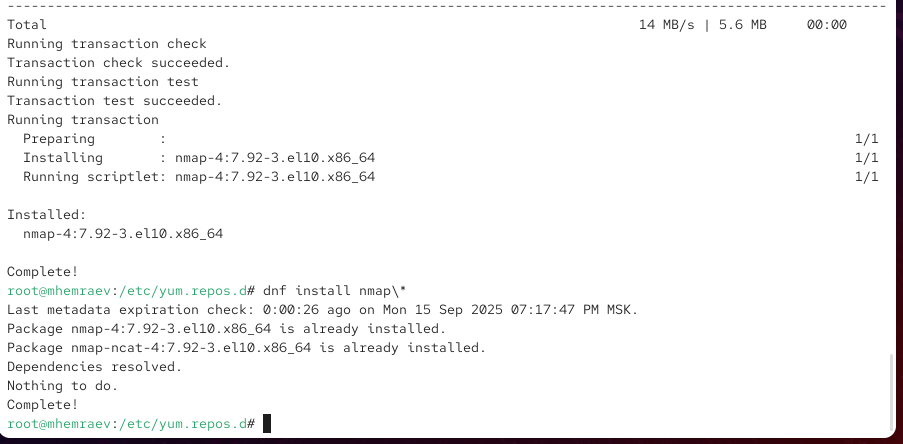 --------------------------------------------------------------------------------------------------------------
Total 14 MB/s | 5.6 MB 00:00
Running transaction check
Transaction check succeeded.
Running transaction test
Transaction test succeeded.
Running transaction
  Preparing        : 1/1
  Installing       : nmap-4:7.92-3.el10.x86_64 1/1
  Running scriptlet: nmap-4:7.92-3.el10.x86_64 1/1

Installed:
  nmap-4:7.92-3.el10.x86_64

Complete!
root@mhemraev:/etc/yum.repos.d# dnf install nmap\*
Last metadata expiration check: 0:00:26 ago on Mon 15 Sep 2025 07:17:47 PM MSK.
Package nmap-4:7.92-3.el10.x86_64 is already installed.
Package nmap-ncat-4:7.92-3.el10.x86_64 is already installed.
Dependencies resolved.
Nothing to do.
Complete!
root@mhemraev:/etc/yum.repos.d#